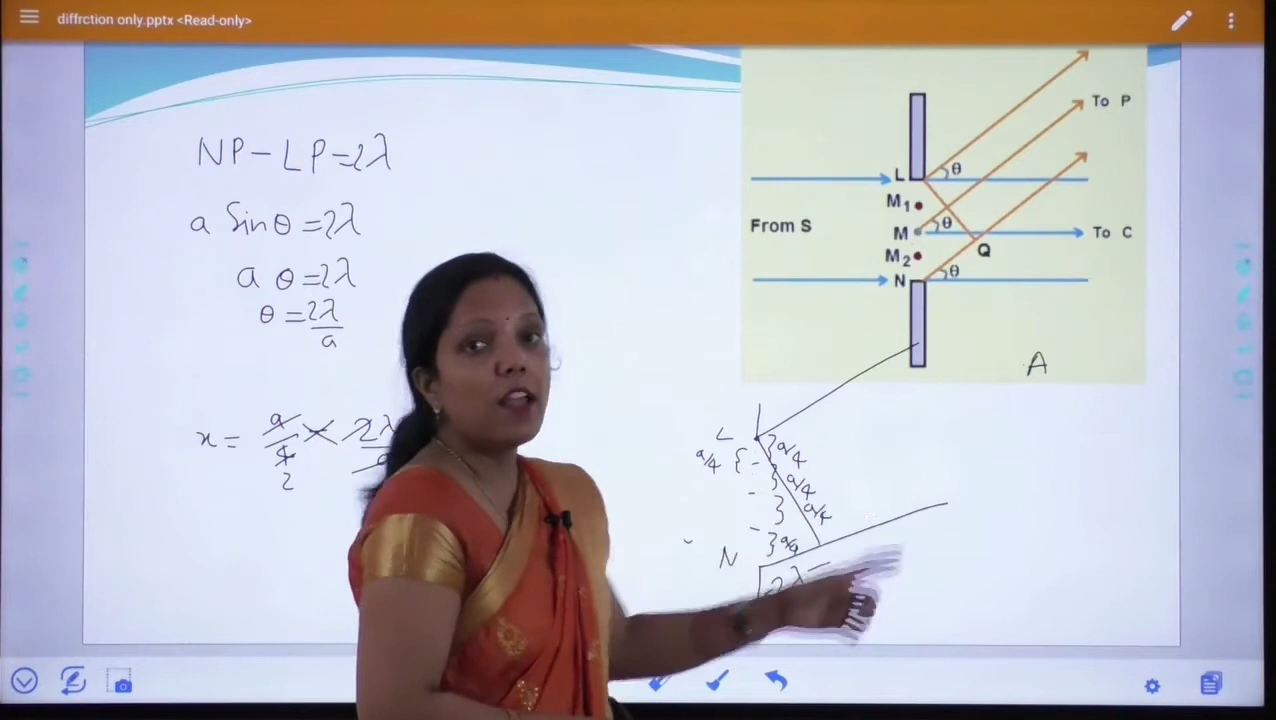 diffrction only.pptx <Read-only>
NP - LP = 2λ
a Sinθ = 2λ
a θ = 2λ
θ = 2λ/a
x = a/4 × 2λ
2
To P
L
θ
M1
M
θ
To C
From S
M2
Q
N
θ
A
L
a/4
a/4
a/4
a/4
N
a/4
2λ